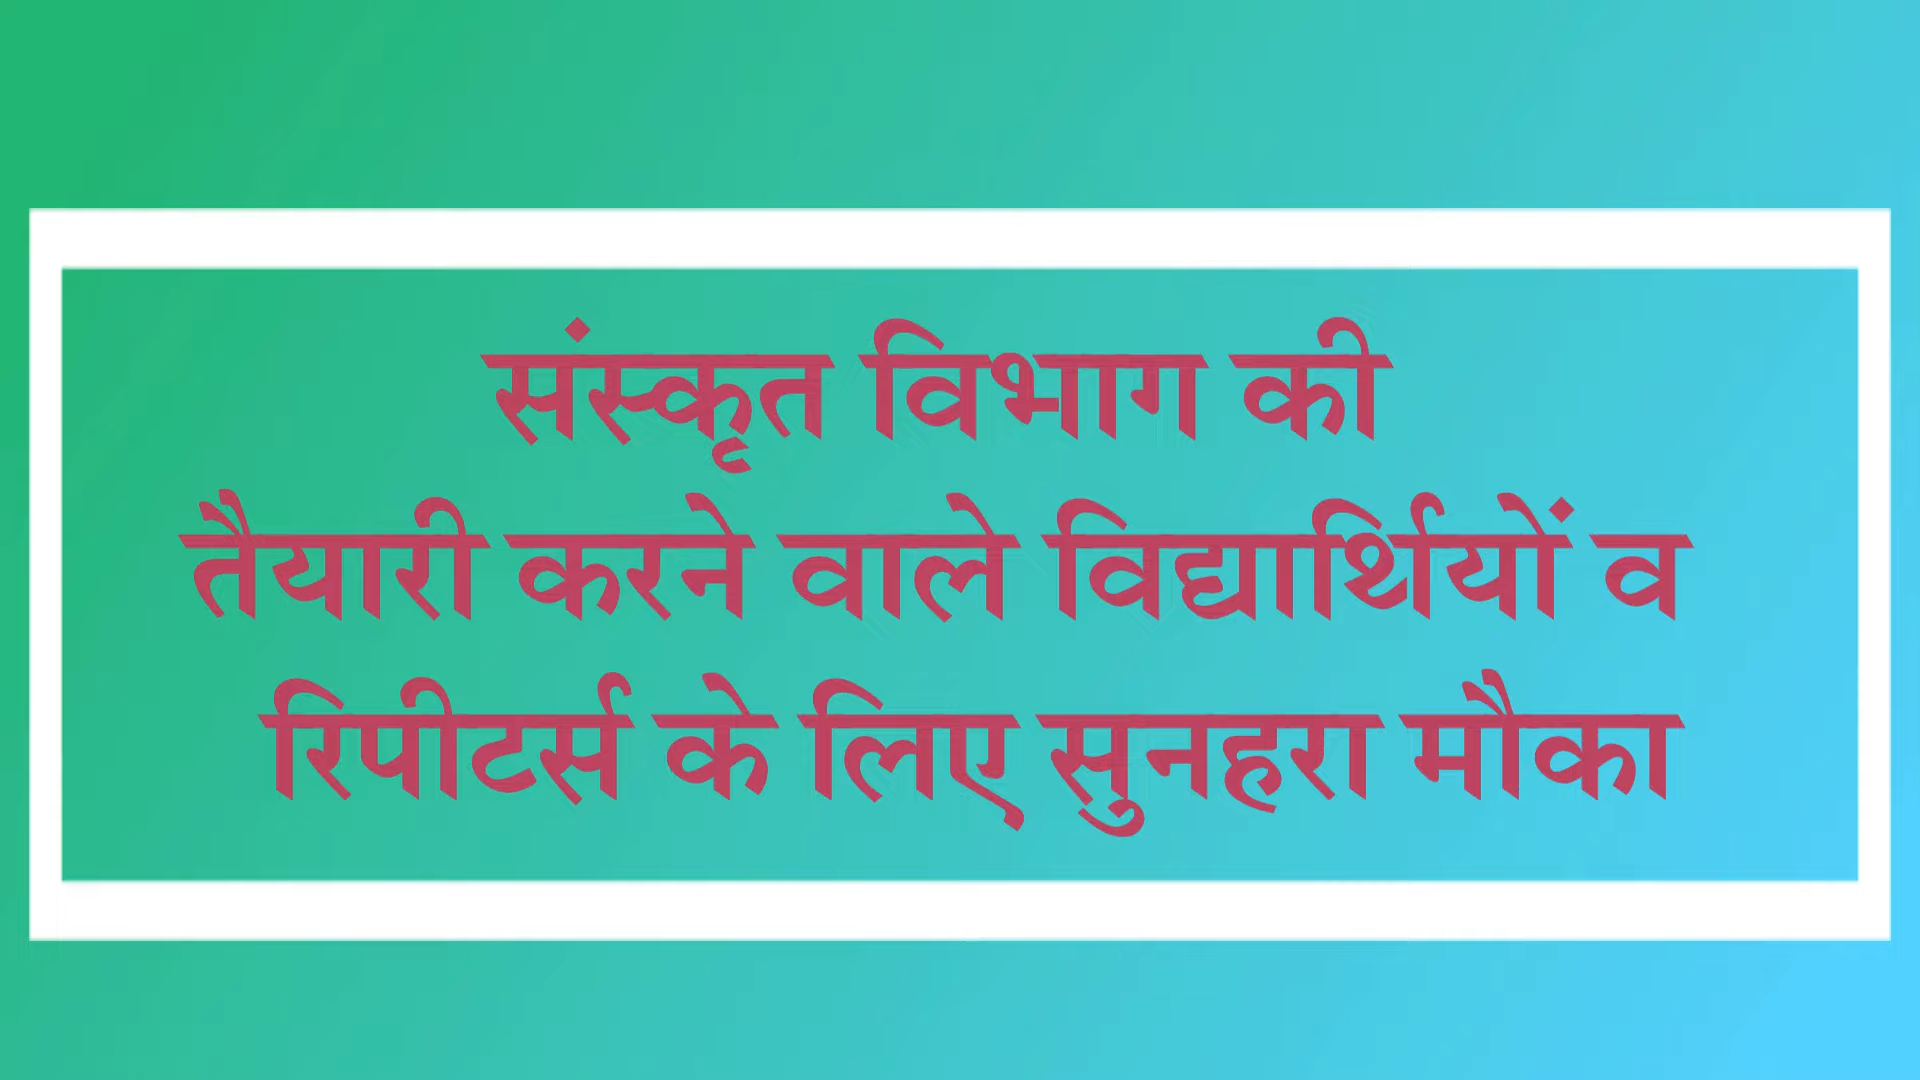 संस्कृत विभाग की
तैयारी करने वाले विद्यार्थियों व
रिपीटर्स के लिए सुनहरा मौका